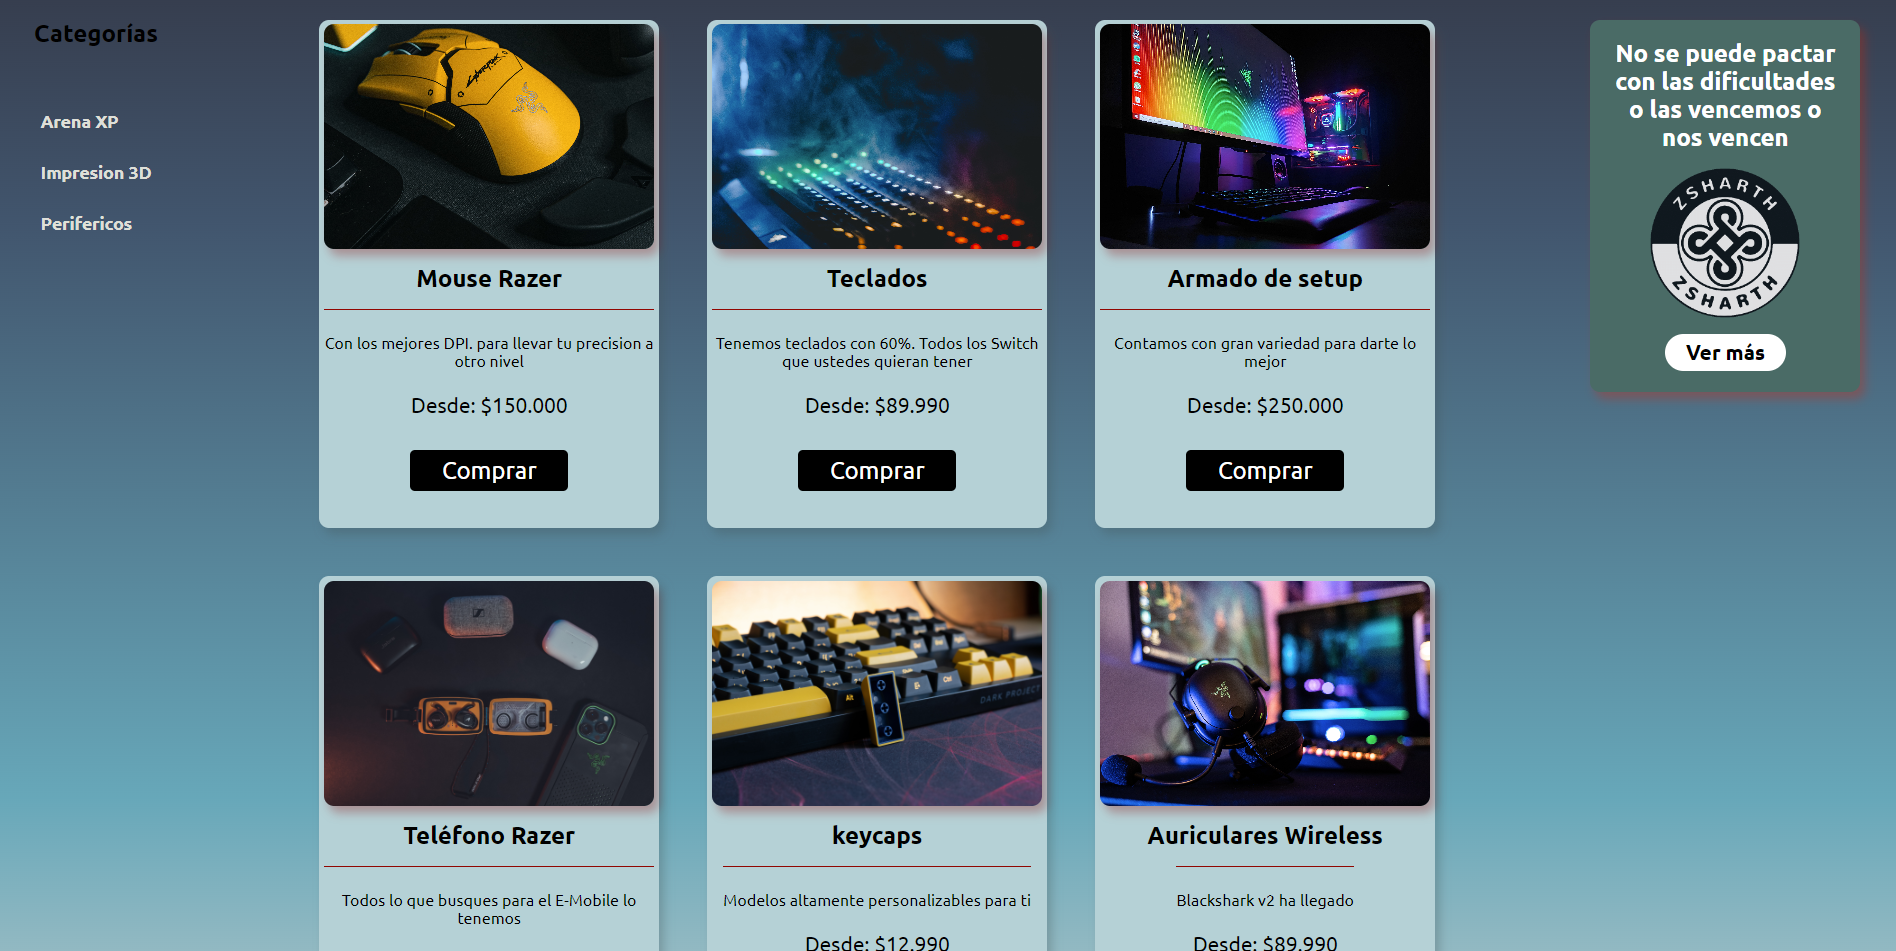 Categorías
Arena XP
Impresion 3D
Perifericos
Mouse Razer
Con los mejores DPI. para llevar tu precision a
otro nivel
Desde: $150.000
Comprar
Teclados
Tenemos teclados con 60%. Todos los Switch
que ustedes quieran tener
Desde: $89.990
Comprar
Armado de setup
Contamos con gran variedad para darte lo
mejor
Desde: $250.000
Comprar
Teléfono Razer
Todos lo que busques para el E-Mobile lo
tenemos
Alt
Ctrl
DARK PROJECT
keycaps
Modelos altamente personalizables para ti
Desde: $12.990
Auriculares Wireless
Blackshark v2 ha llegado
Desde: $89.990
No se puede pactar
con las dificultades
o las vencemos o
nos vencen
ZSHARTH
ZSHARTH
Ver más